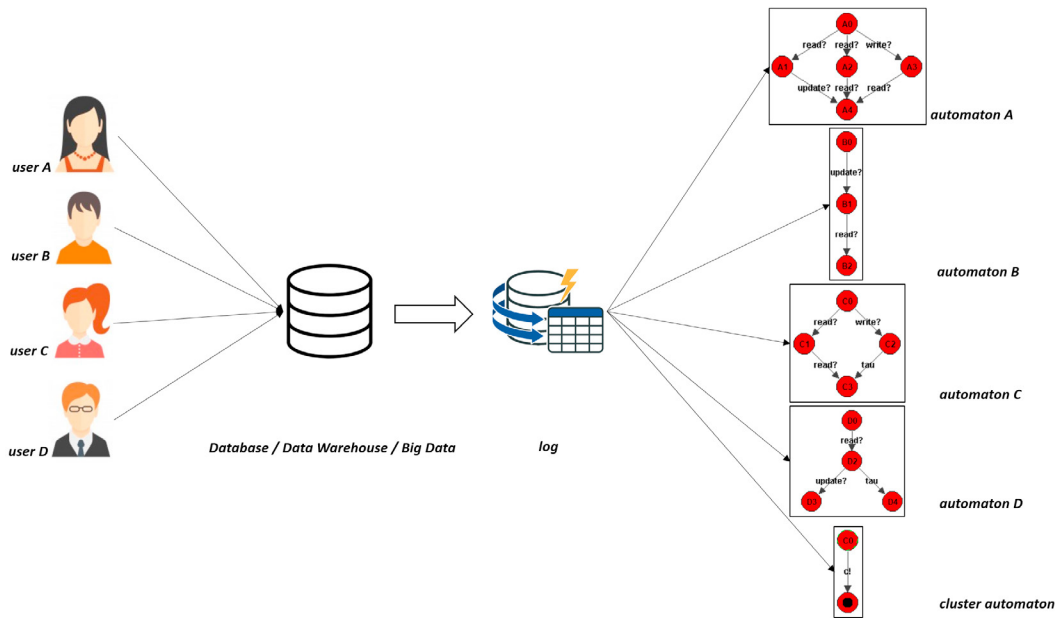 user A
user B
user C
user D
Database / Data Warehouse / Big Data
log
A0
read?
read?
write?
A1
A2
A3
update?
read?
read?
A4
automaton A
B0
update?
B1
read?
B2
automaton B
C0
read?
write?
C1
C2
read?
tau
C3
automaton C
D0
read?
D2
update?
tau
D3
D4
automaton D
C0
c!
cluster automaton